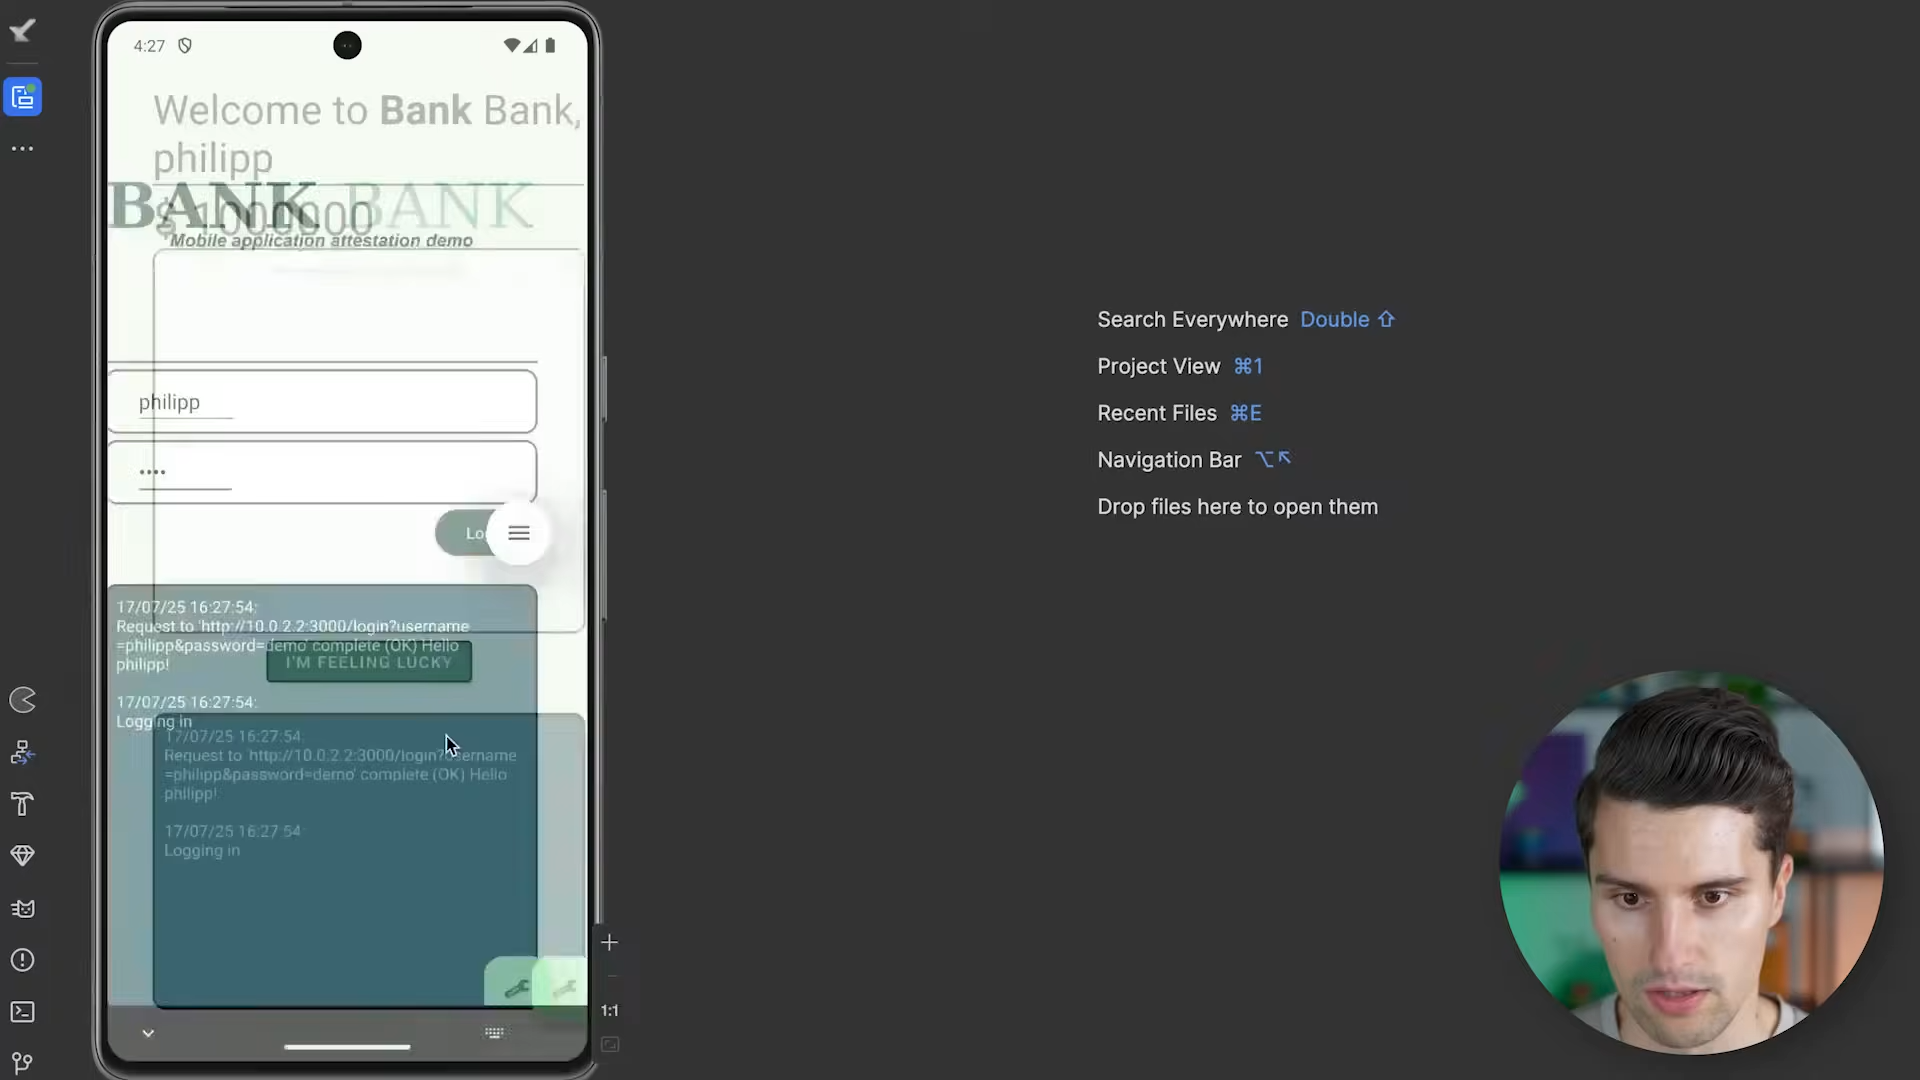 4:27
Welcome to Bank Bank,
philipp
BANK BANK
$ 1000000
Mobile application attestation demo
philipp
••••
Lo
17/07/25 16:27:54:
Request to 'http://10.0.2.2:3000/login?username
=philipp&password=demo' complete (OK) Hello
philipp!
I'M FEELING LUCKY
17/07/25 16:27:54:
Logging in
17/07/25 16:27:54:
Request to 'http://10.0.2.2:3000/login?username
=philipp&password=demo' complete (OK) Hello
philipp!
17/07/25 16:27:54:
Logging in
1:1
Search Everywhere Double ⇧
Project View ⌘1
Recent Files ⌘E
Navigation Bar ⌥↖
Drop files here to open them